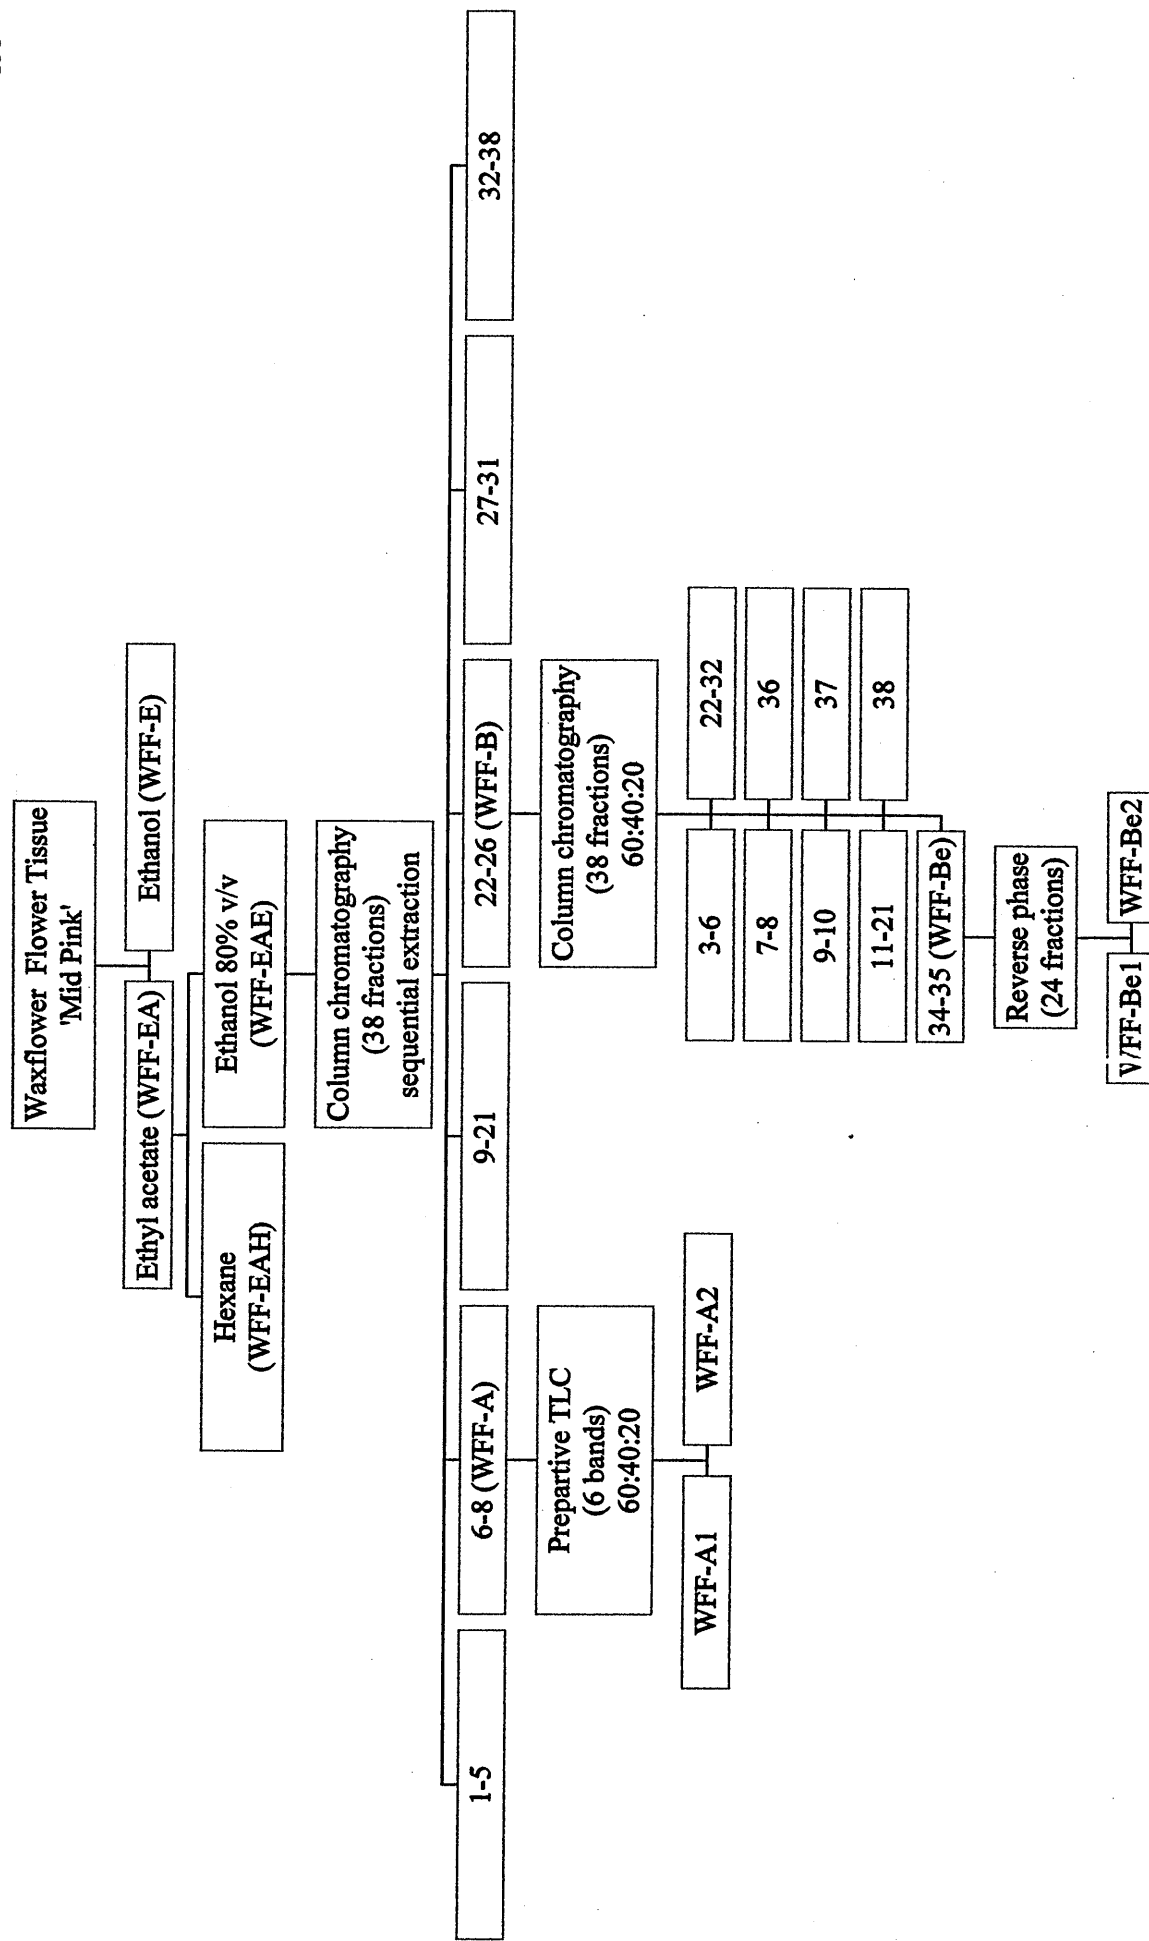 Waxflower Flower Tissue
'Mid Pink'
Ethyl acetate (WFF-EA)
Ethanol (WFF-E)
Hexane
(WFF-EAH)
Ethanol 80% v/v
(WFF-EAE)
Column chromatography
(38 fractions)
sequential extraction
1-5
6-8 (WFF-A)
9-21
22-26 (WFF-B)
27-31
32-38
Prepartive TLC
(6 bands)
60:40:20
WFF-A1
WFF-A2
Column chromatography
(38 fractions)
60:40:20
3-6
22-32
7-8
36
9-10
37
11-21
38
34-35 (WFF-Be)
Reverse phase
(24 fractions)
WFF-Be1
WFF-Be2